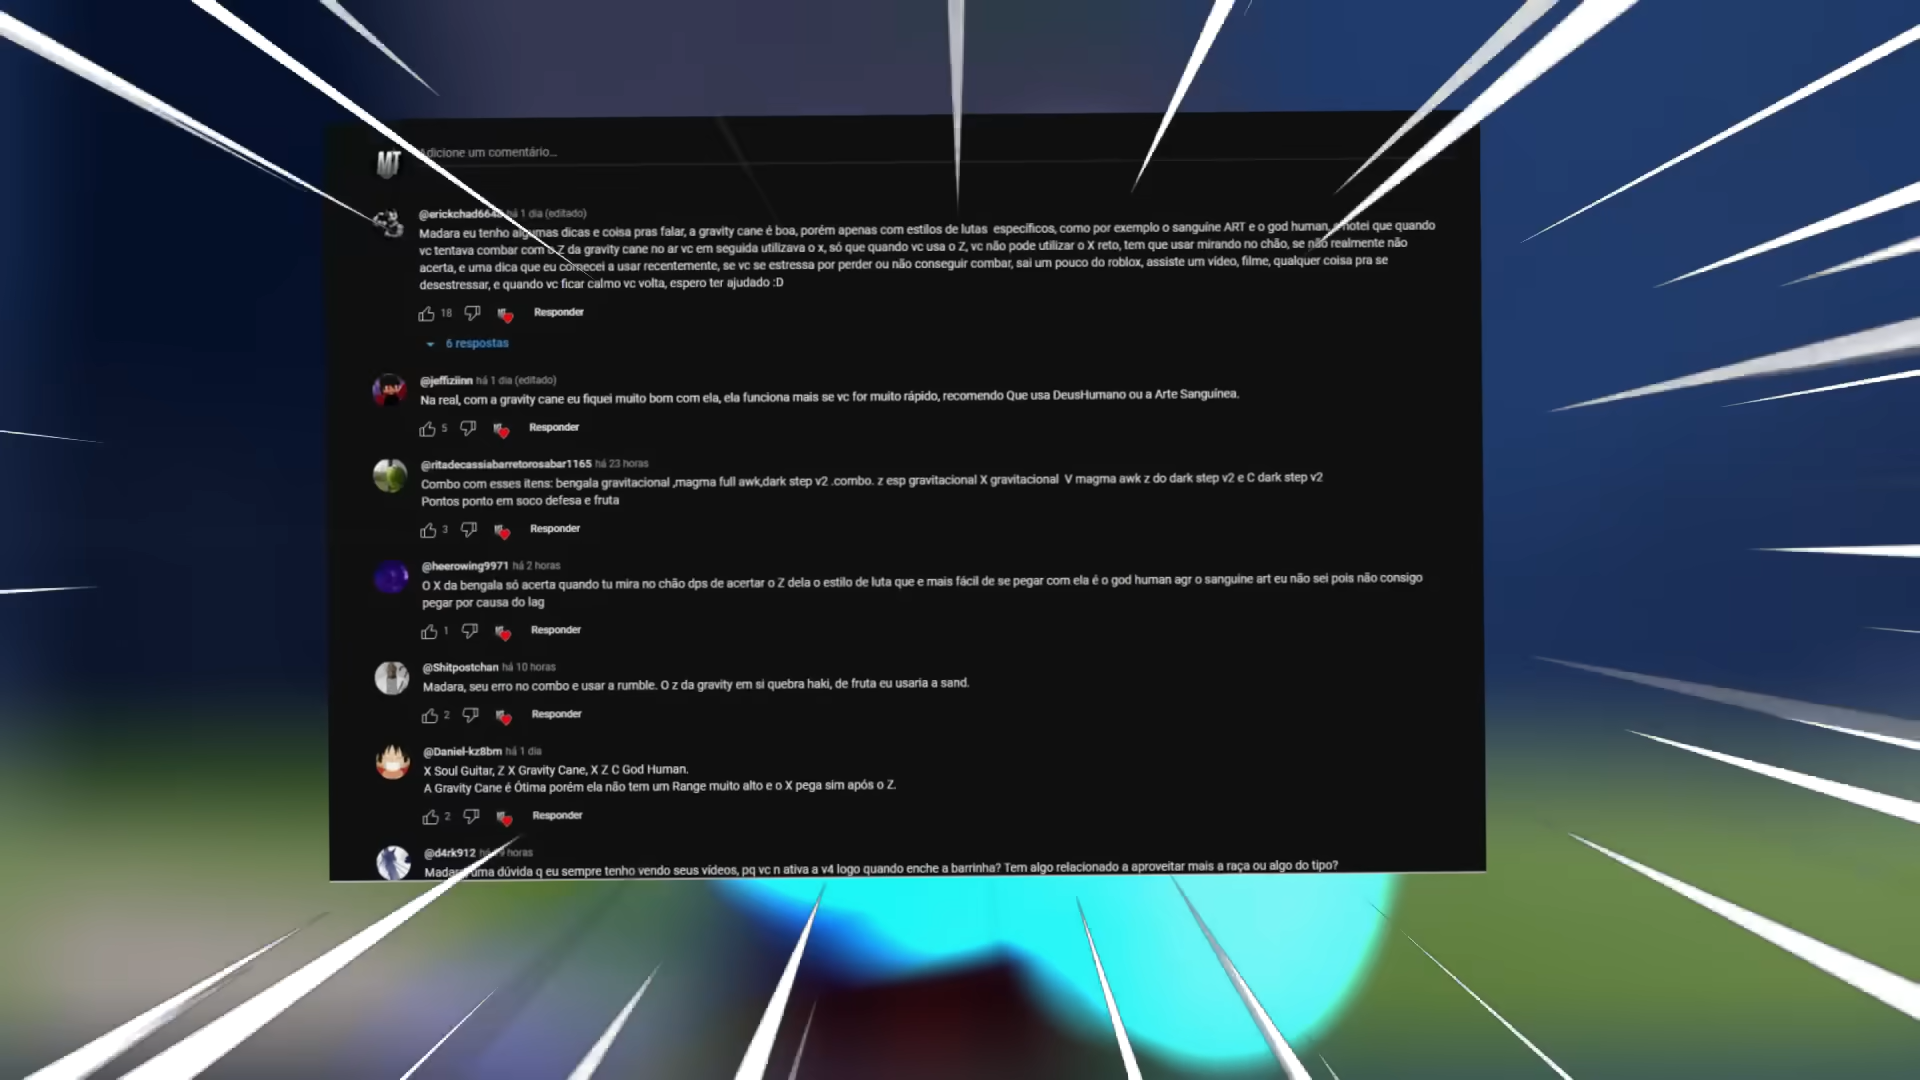 MT
Adicione um comentário...
@erickchad664 há 1 dia (editado)
Madara eu tenho algumas dicas e coisa pras falar, a gravity cane é boa, porém apenas com estilos de lutas específicos, como por exemplo o sanguine ART e o god human, e notei que quando
vc tentava combar com o Z da gravity cane no ar vc em seguida utilizava o x, só que quando vc usa o Z, vc não pode utilizar o X reto, tem que usar mirando no chão, se não realmente não
acerta, e uma dica que eu comecei a usar recentemente, se vc se estressa por perder ou não conseguir combar, sai um pouco do roblox, assiste um vídeo, filme, qualquer coisa pra se
desestressar, e quando vc ficar calmo vc volta, espero ter ajudado :D
18 Responder
6 respostas
@jeffiziinn há 1 dia (editado)
Na real, com a gravity cane eu fiquei muito bom com ela, ela funciona mais se vc for muito rápido, recomendo Que usa DeusHumano ou a Arte Sanguínea.
5 Responder
@ritadecassiabarretorosabar1165 há 23 horas
Combo com esses itens: bengala gravitacional ,magma full awk,dark step v2 .combo. z esp gravitacional X gravitacional V magma awk z do dark step v2 e C dark step v2
Pontos ponto em soco defesa e fruta
3 Responder
@heerowing9971 há 2 horas
O X da bengala só acerta quando tu mira no chão dps de acertar o Z dela o estilo de luta que e mais fácil de se pegar com ela é o god human agr o sanguine art eu não sei pois não consigo
pegar por causa do lag
1 Responder
@Shitpostchan há 10 horas
Madara, seu erro no combo e usar a rumble. O z da gravity em si quebra haki, de fruta eu usaria a sand.
2 Responder
@Daniel-kz8bm há 1 dia
X Soul Guitar, Z X Gravity Cane, X Z C God Human.
A Gravity Cane é Ótima porém ela não tem um Range muito alto e o X pega sim após o Z.
2 Responder
@d4rk912 horas
Madara uma dúvida q eu sempre tenho vendo seus vídeos, pq vc n ativa a v4 logo quando enche a barrinha? Tem algo relacionado a aproveitar mais a raça ou algo do tipo?